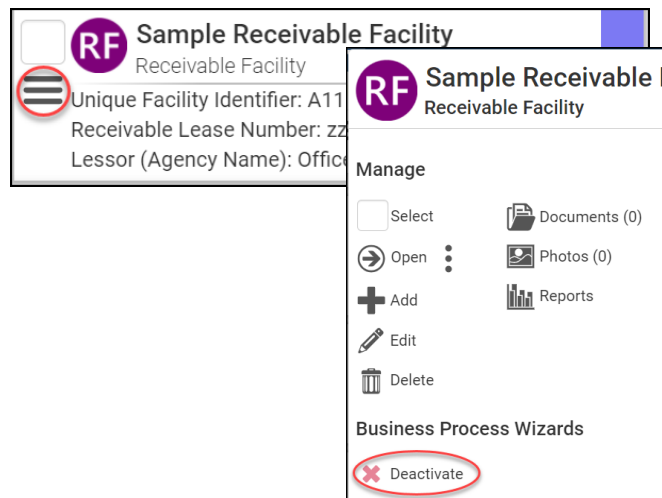 RF
Sample Receivable Facility
Receivable Facility
Unique Facility Identifier: A11
Receivable Lease Number: zz
Lessor (Agency Name): Office
RF
Sample Receivable
Receivable Facility
Manage
Select
Documents (0)
Open
Photos (0)
Add
Reports
Edit
Delete
Business Process Wizards
Deactivate